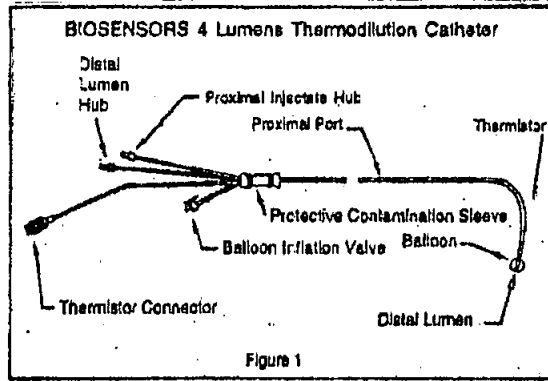 BIOSENSORS 4 Lumens Thermodilution Catheter
Distal
Lumen
Hub
Proximal Injectate Hub
Proximal Port
Thermistor
Protective Contamination Sleeve
Balloon Inflation Valve
Balloon
Thermistor Connector
Distal Lumen
Figure 1